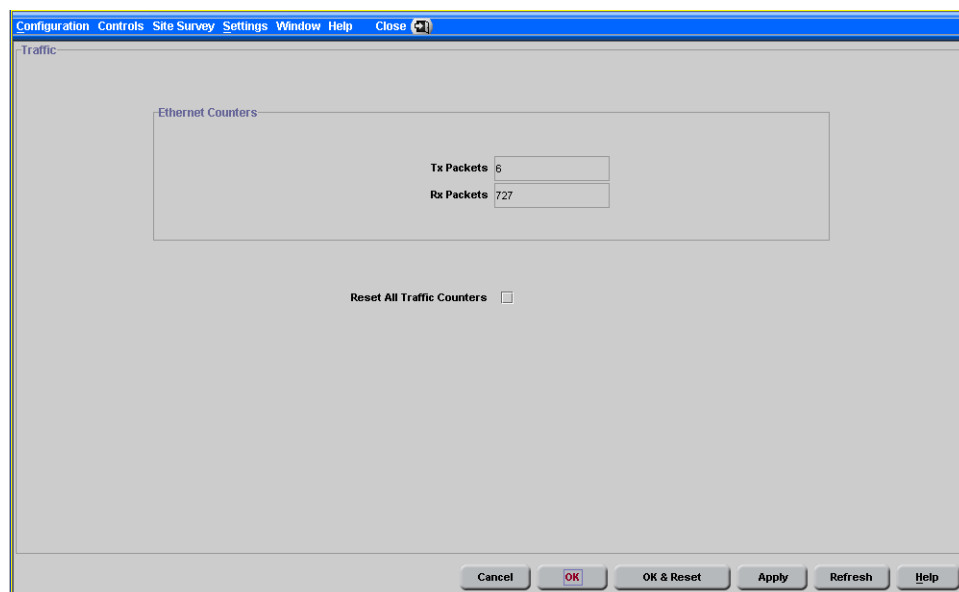 Configuration Controls Site Survey Settings Window Help Close
Traffic
Ethernet Counters
Tx Packets 6
Rx Packets 727
Reset All Traffic Counters
Cancel OK OK & Reset Apply Refresh Help